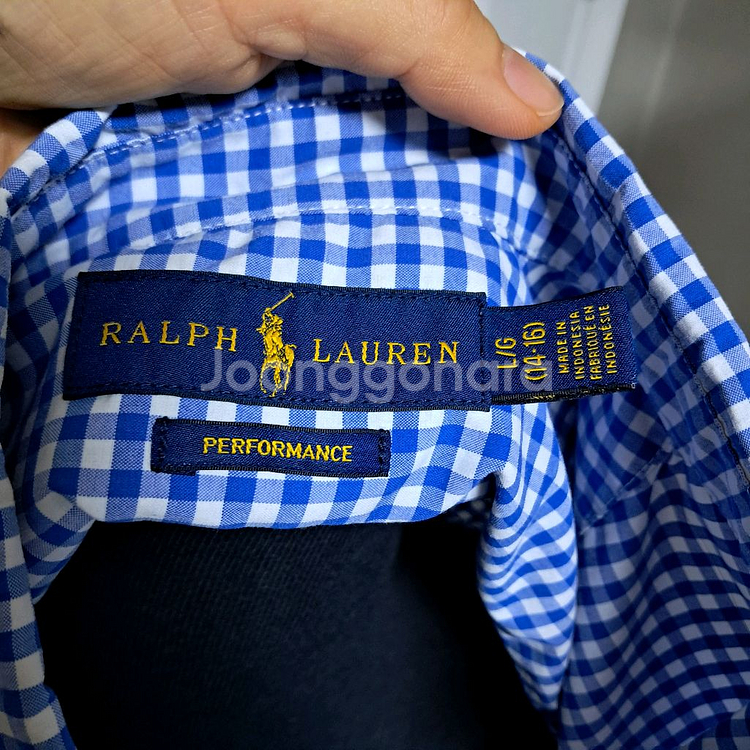 RALPH LAUREN
L/G
(14-16)
MADE IN
INDONESIA
FABRIQUÉ EN
INDONÉSIE
PERFORMANCE
Joonggonara